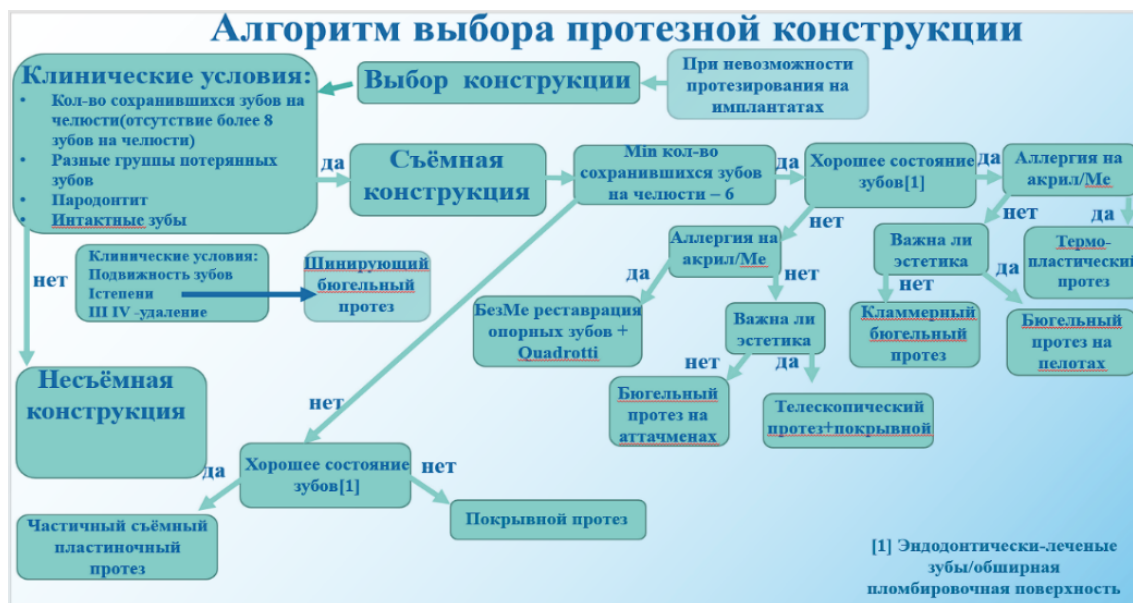 Алгоритм выбора протезной конструкции
Клинические условия:
• Кол-во сохранившихся зубов на
челюсти(отсутствие более 8
зубов на челюсти)
• Разные группы потерянных
зубов
• Пародонтит
• Интактные зубы
Выбор конструкции
При невозможности
протезирования на
имплантатах
да
Съёмная
конструкция
Min кол-во
сохранившихся зубов
на челюсти – 6
да
Хорошее состояние
зубов[1]
да
Аллергия на
акрил/Ме
нет
Клинические условия:
Подвижность зубов
Iстепени
III IV -удаление
Шинирующий
бюгельный
протез
нет
Аллергия на
акрил/Ме
нет
да
Важна ли
эстетика
Термо-
пластический
протез
да
нет
БезМе реставрация
опорных зубов +
Quadrotti
Важна ли
эстетика
нет
да
Кламмерный
бюгельный
протез
Бюгельный
протез на
пелотах
Несъёмная
конструкция
нет
нет
да
Бюгельный
протез на
аттачменах
Телескопический
протез+покрывной
да
Хорошее состояние
зубов[1]
нет
Частичный съёмный
пластиночный
протез
Покрывной протез
[1] Эндодонтически-леченые
зубы/обширная
пломбировочная поверхность